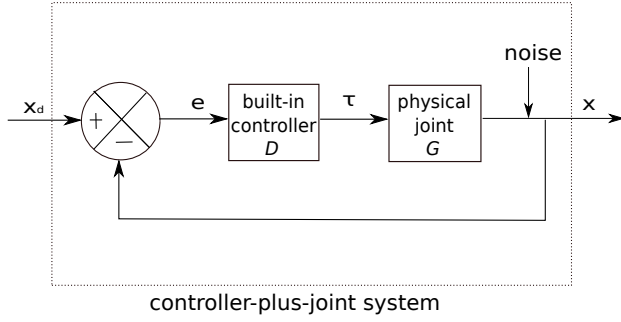 noise
x_d
+
−
e
built-in
controller
D
τ
physical
joint
G
x
controller-plus-joint system